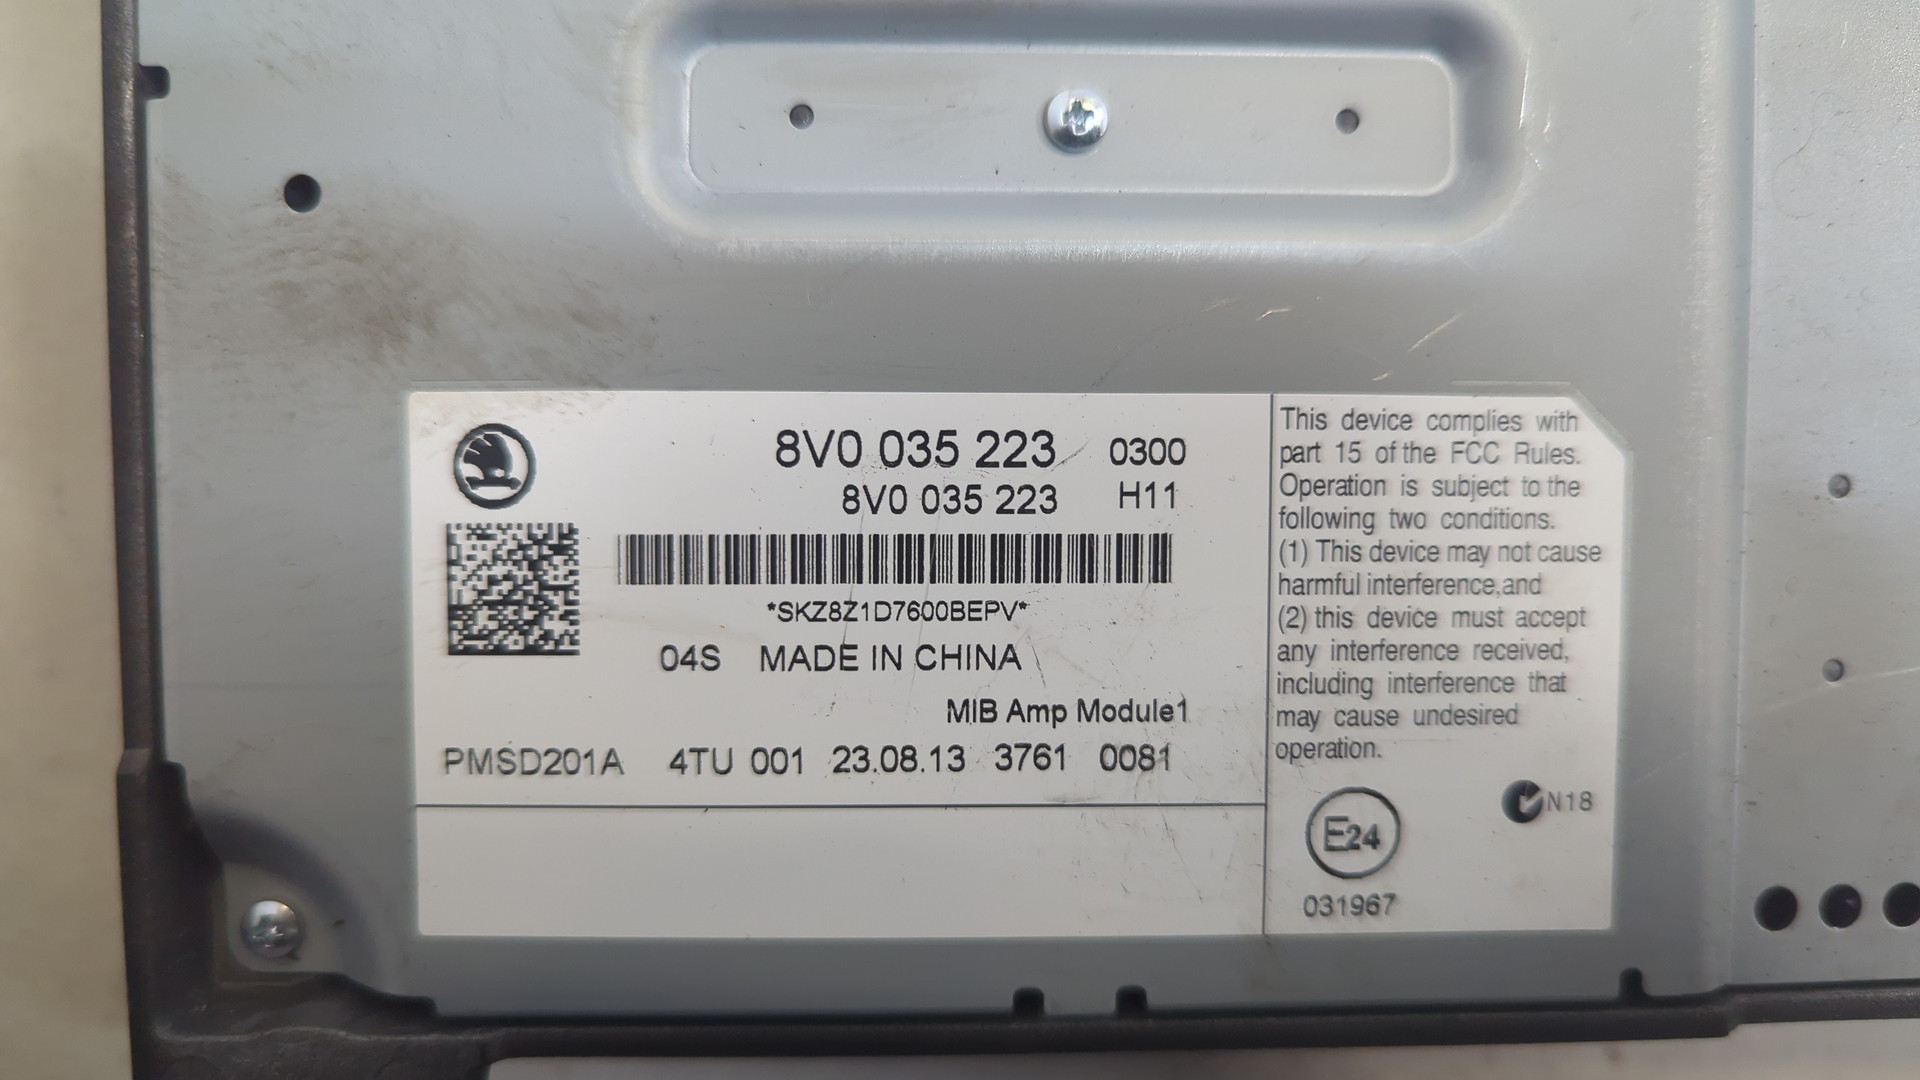 8V0 035 223 0300
8V0 035 223 H11
*SKZ8Z1D7600BEPV*
04S MADE IN CHINA
MIB Amp Module1
PMSD201A 4TU 001 23.08.13 3761 0081
This device complies with
part 15 of the FCC Rules.
Operation is subject to the
following two conditions.
(1) This device may not cause
harmful interference,and
(2) this device must accept
any interference received,
including interference that
may cause undesired
operation.
N18
E24
031967